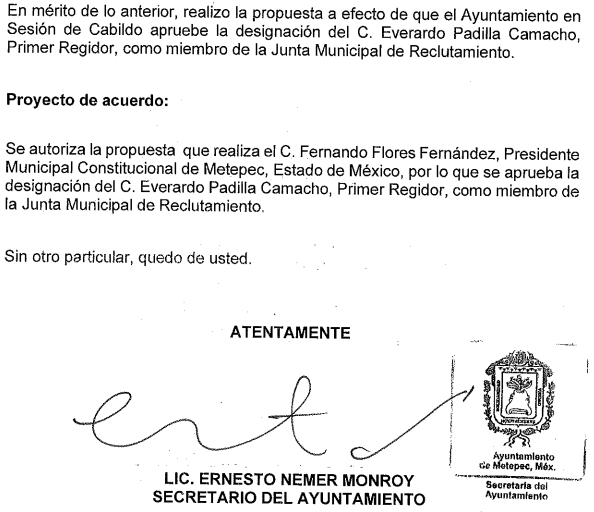 En mérito de lo anterior, realizo la propuesta a efecto de que el Ayuntamiento en
Sesión de Cabildo apruebe la designación del C. Everardo Padilla Camacho,
Primer Regidor, como miembro de la Junta Municipal de Reclutamiento.
Proyecto de acuerdo:
Se autoriza la propuesta que realiza el C. Fernando Flores Fernández, Presidente
Municipal Constitucional de Metepec, Estado de México, por lo que se aprueba la
designación del C. Everardo Padilla Camacho, Primer Regidor, como miembro de
la Junta Municipal de Reclutamiento.
Sin otro particular, quedo de usted.
ATENTAMENTE
LIC. ERNESTO NEMER MONROY
SECRETARIO DEL AYUNTAMIENTO
Ayuntamiento
de Metepec, Méx.
Secretaría del
Ayuntamiento